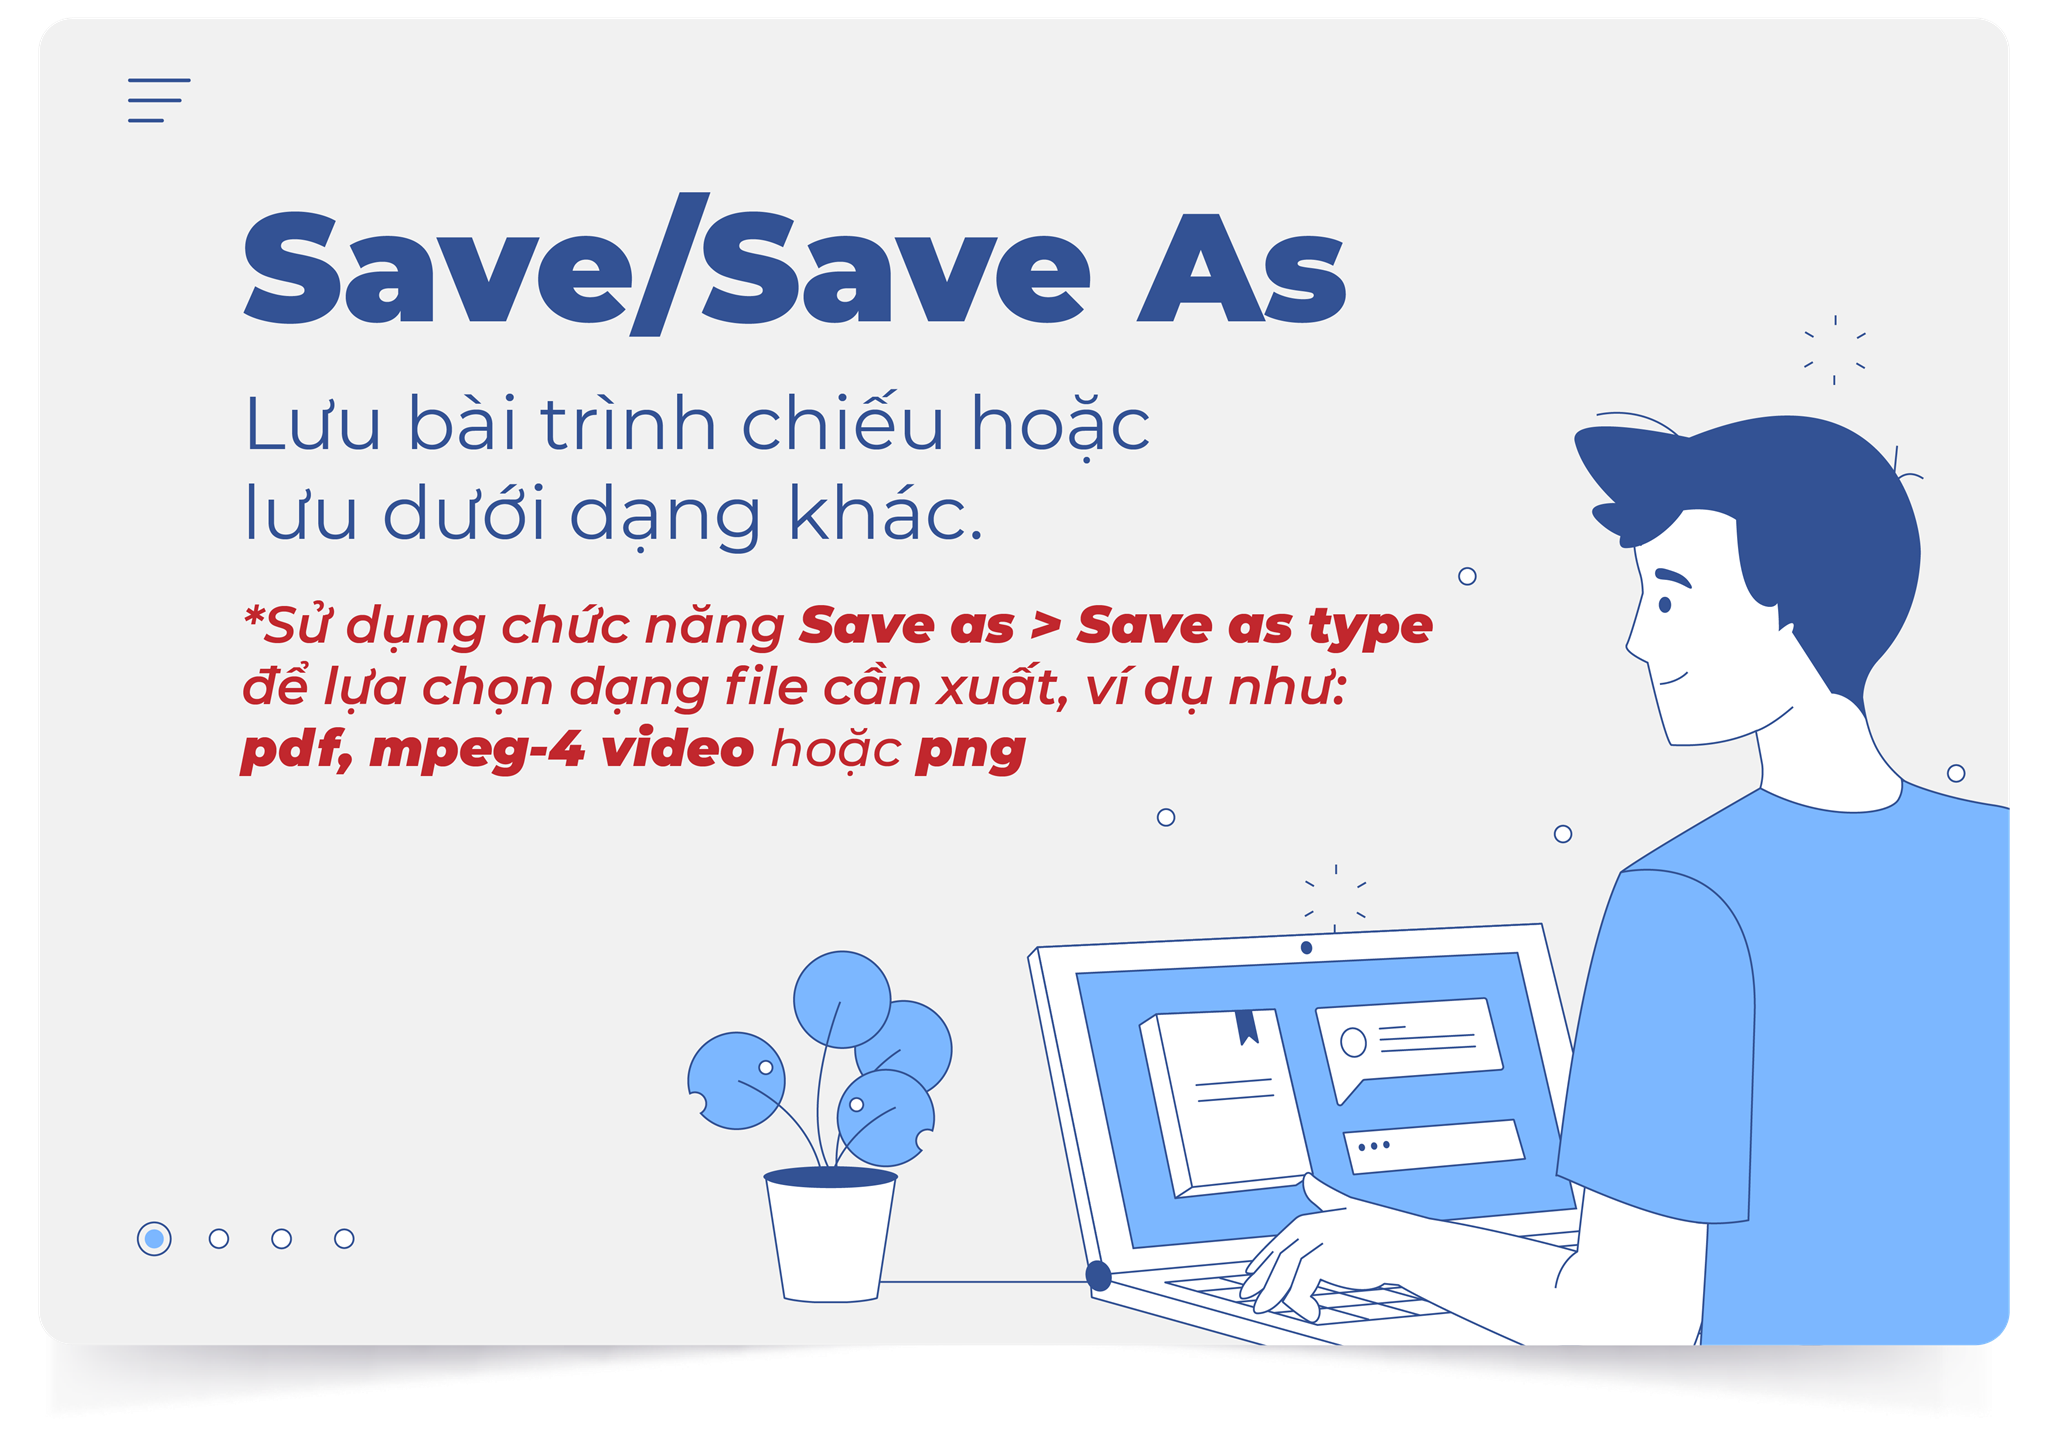 Save/Save As
Lưu bài trình chiếu hoặc
lưu dưới dạng khác.
*Sử dụng chức năng Save as > Save as type
để lựa chọn dạng file cần xuất, ví dụ như:
pdf, mpeg-4 video hoặc png